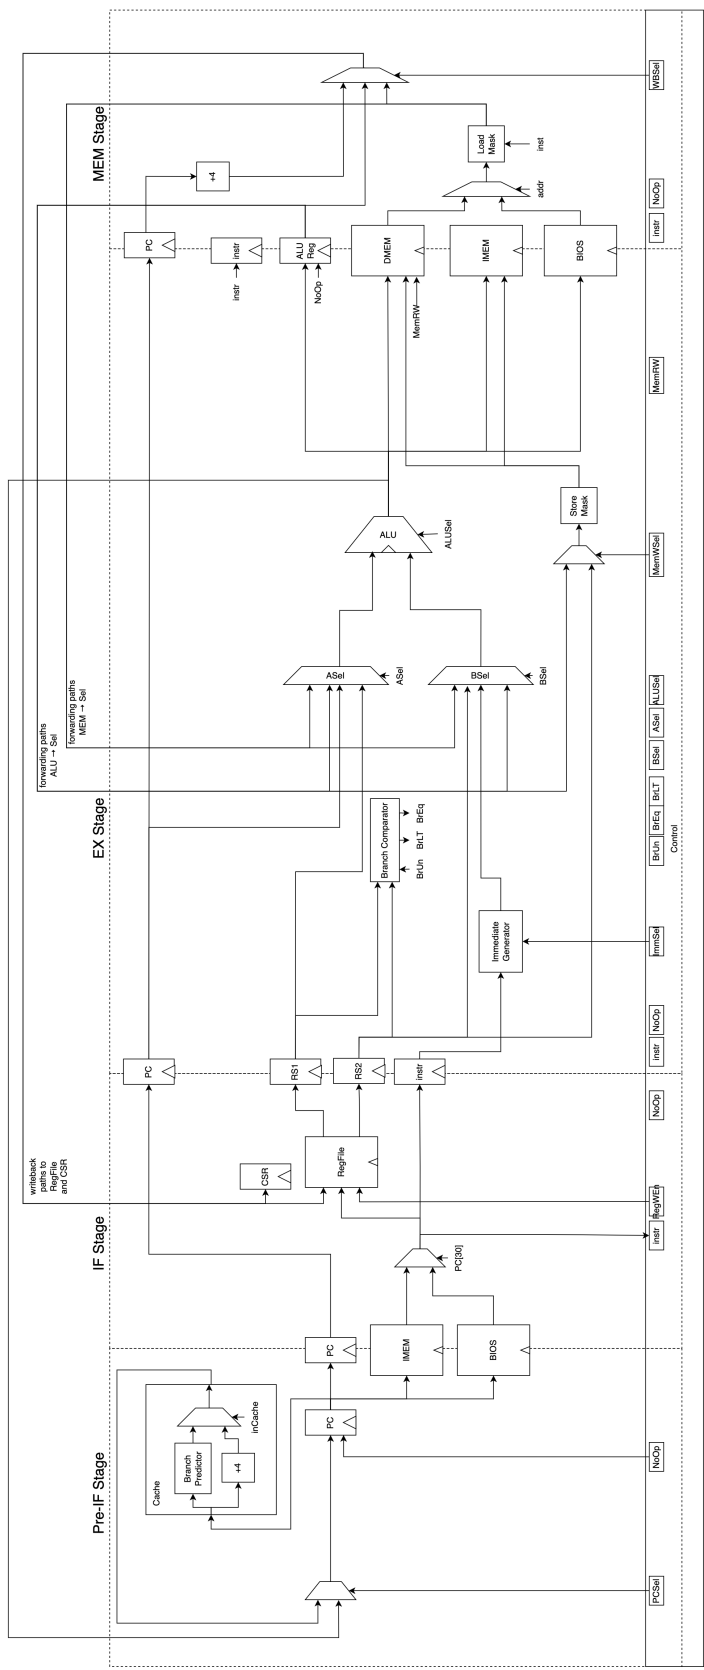 Pre-IF Stage
IF Stage
EX Stage
MEM Stage
writeback
paths to
RegFile
and CSR
forwarding paths
ALU → Sel
forwarding paths
MEM → Sel
Cache
Branch
Predictor
+4
inCache
PC
PC
IMEM
BIOS
PC[30]
CSR
RegFile
PC
RS1
RS2
instr
Immediate
Generator
Branch Comparator
BrUn
BrLT
BrEq
ASel
ASel
BSel
BSel
ALU
ALUSel
Store
Mask
PC
instr
instr
ALU
Reg
NoOp
DMEM
MemRW
IMEM
BIOS
+4
addr
Load
Mask
inst
PCSel
NoOp
instr
RegWEn
NoOp
instr
NoOp
ImmSel
BrUn
BrEq
BrLT
BSel
ASel
ALUSel
MemWSel
MemRW
instr
NoOp
WBSel
Control